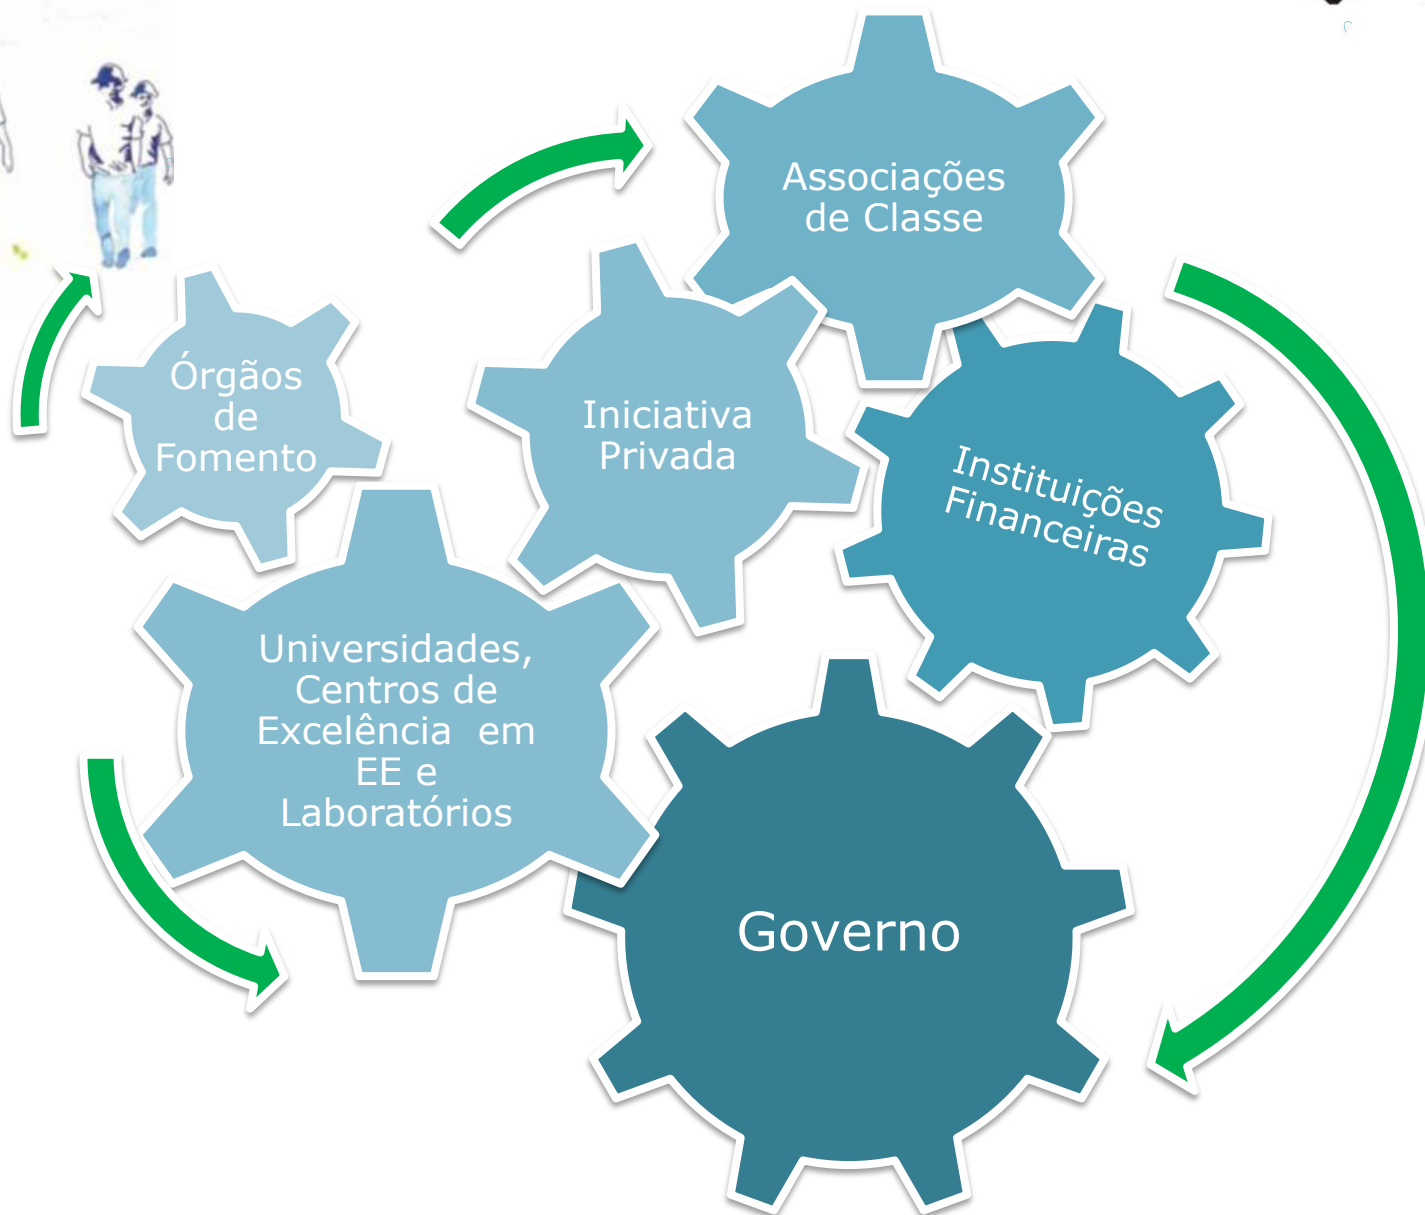 Associações
de Classe
Órgãos
de
Fomento
Iniciativa
Privada
Instituições
Financeiras
Universidades,
Centros de
Excelência  em
EE e
Laboratórios
Governo